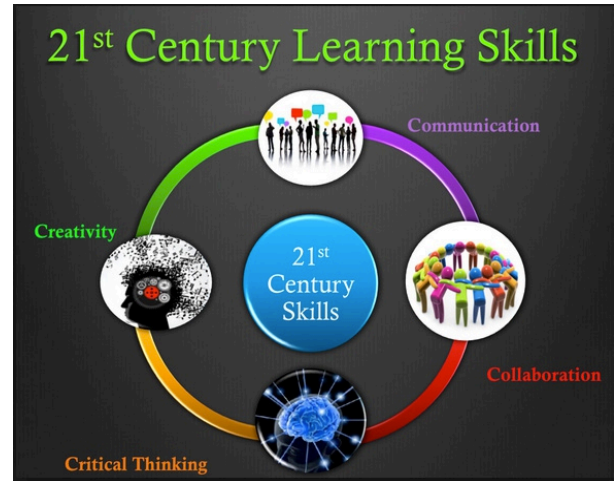 21st Century Learning Skills
Communication
Creativity
21st
Century
Skills
Collaboration
Critical Thinking